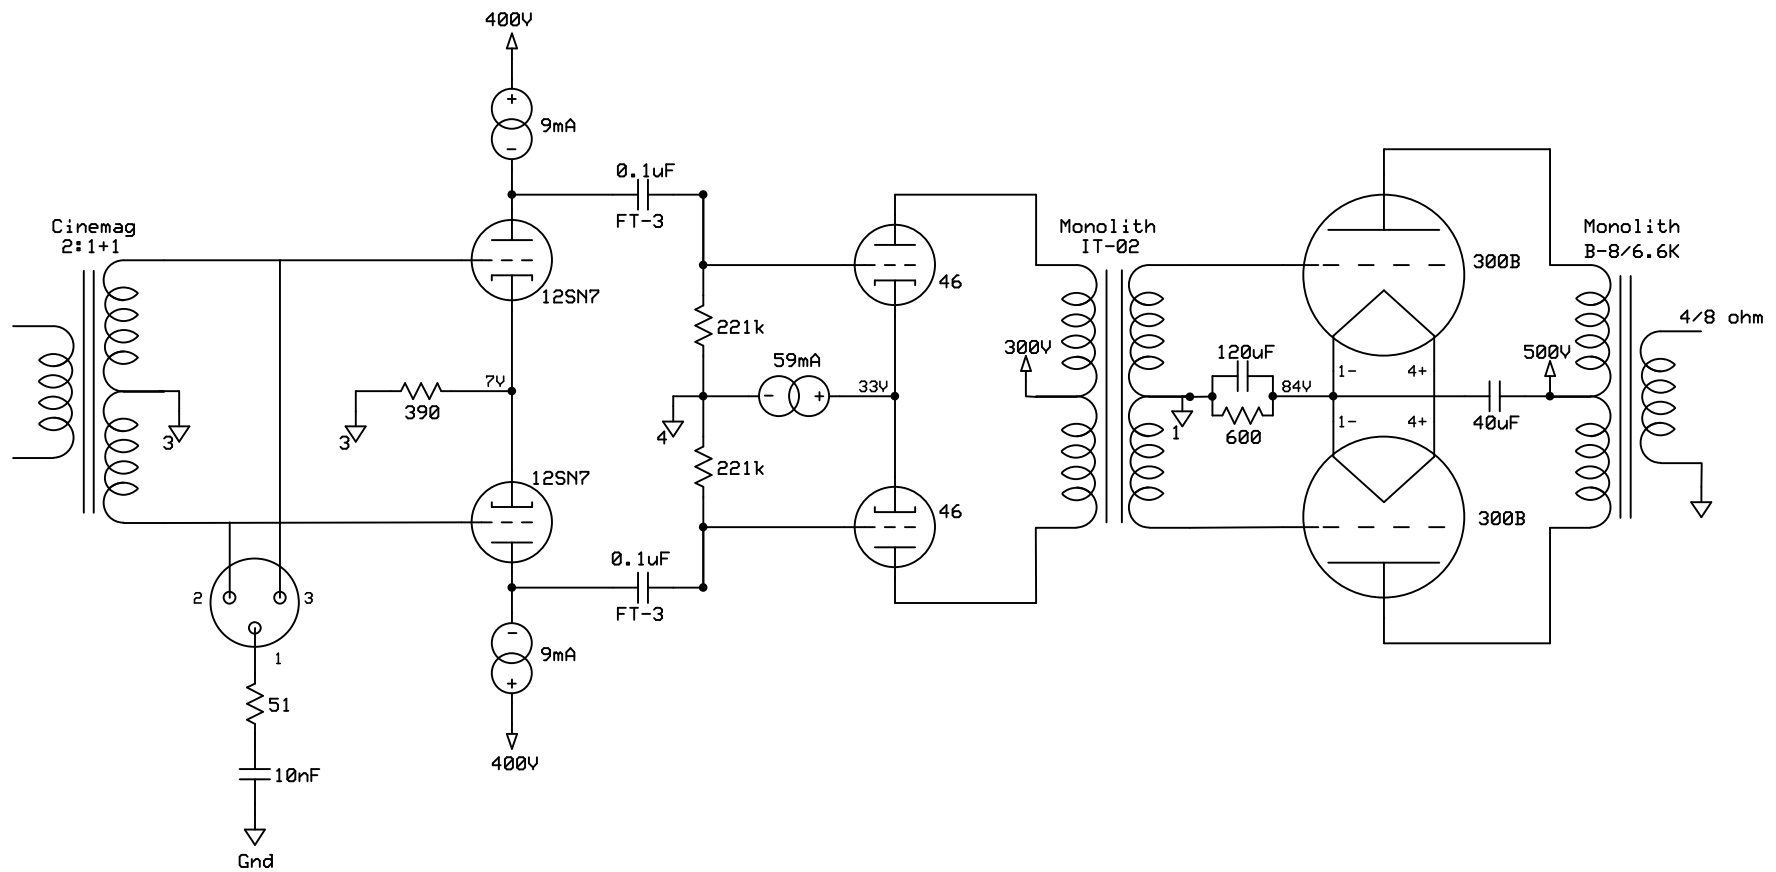 400V
+
9mA
-
0.1uF
FT-3
Cinemag
2:1+1
12SN7
46
Monolith
IT-02
300B
Monolith
B-8/6.6K
4/8 ohm
221k
59mA
- +
33V
300V
120uF
600
84V
1- 4+
1- 4+
500V
40uF
7V
390
3
3
4
1
221k
12SN7
46
300B
0.1uF
FT-3
2
3
1
-
9mA
+
400V
51
10nF
Gnd